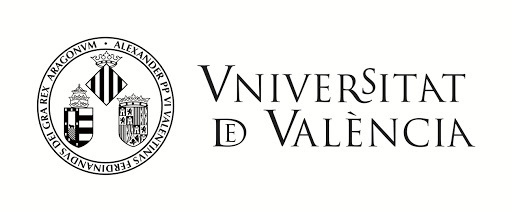 ALEXANDER PP VI VALENTINVS FERDINANDVS DEI GRA REX ARAGONVM
VNIVERSITAT
DE VALÈNCIA